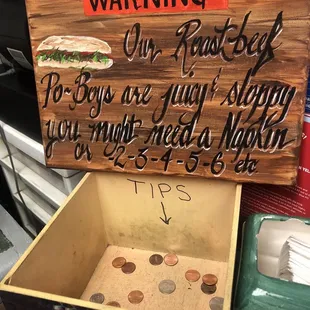 WARNING
Our Roast beef
Po-Boys are juicy & sloppy
you might need a Napkin
or -2-3-4-5-6 etc
TIPS